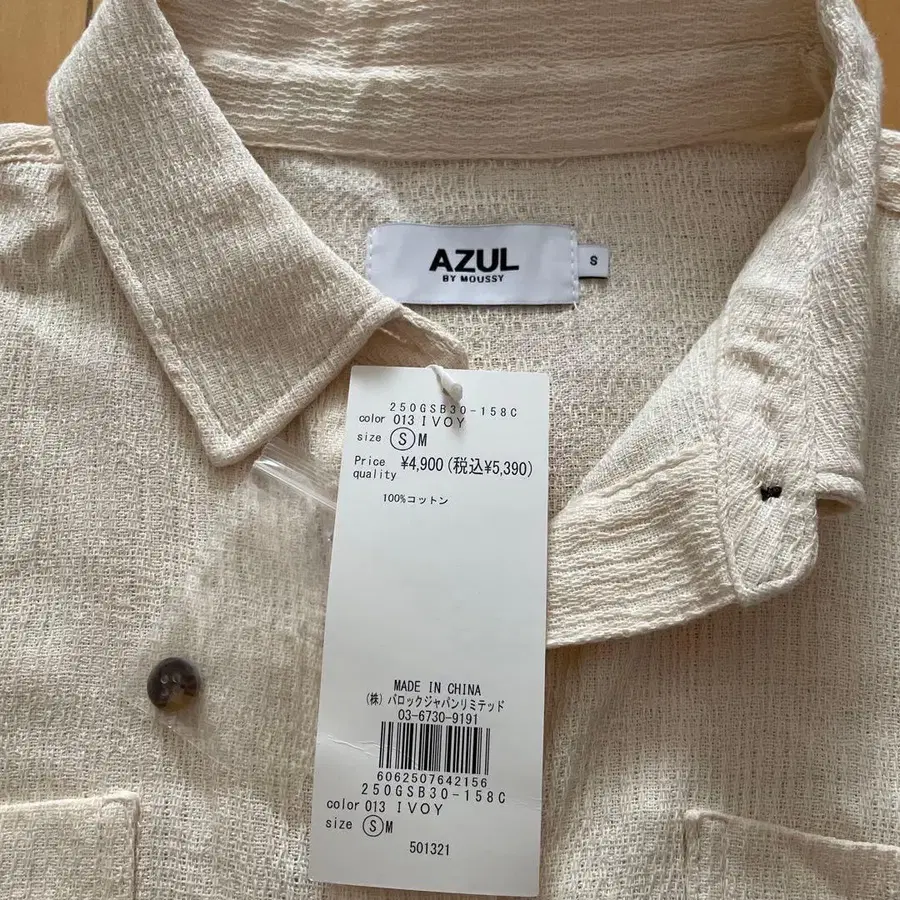 AZUL
BY MOUSSY
S
250GSB30-158C
color 013 IVOY
size S M
Price ¥4,900(税込¥5,390)
quality
100%コットン
MADE IN CHINA
(株) バロックジャパンリミテッド
03-6730-9191
6062507642156
250GSB30-158C
color 013 IVOY
size S M
501321